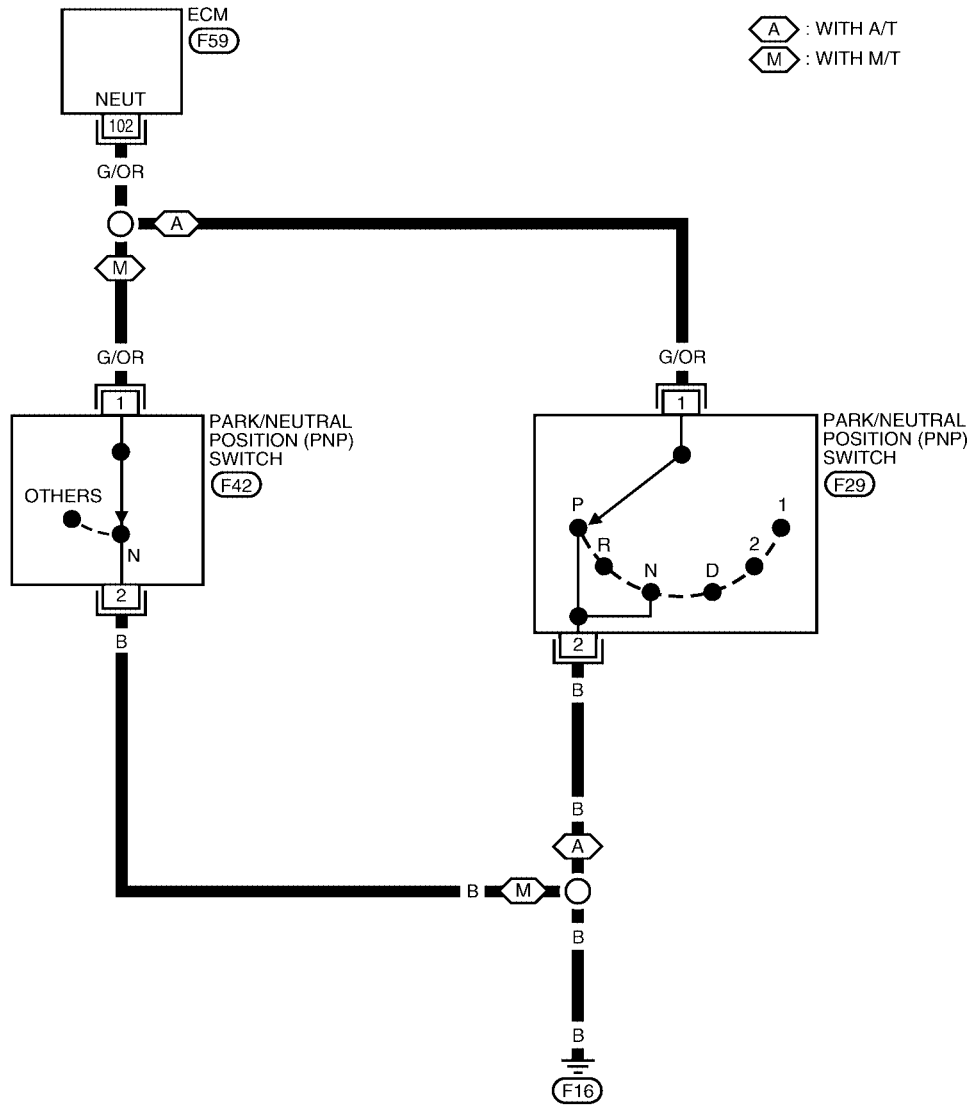 ECM
F59
NEUT
102
G/OR
A : WITH A/T
M : WITH M/T
A
M
G/OR
G/OR
1
PARK/NEUTRAL
POSITION (PNP)
SWITCH
F42
OTHERS
N
2
B
1
PARK/NEUTRAL
POSITION (PNP)
SWITCH
F29
P
R
N
D
2
1
2
B
B
A
B
M
B
B
F16